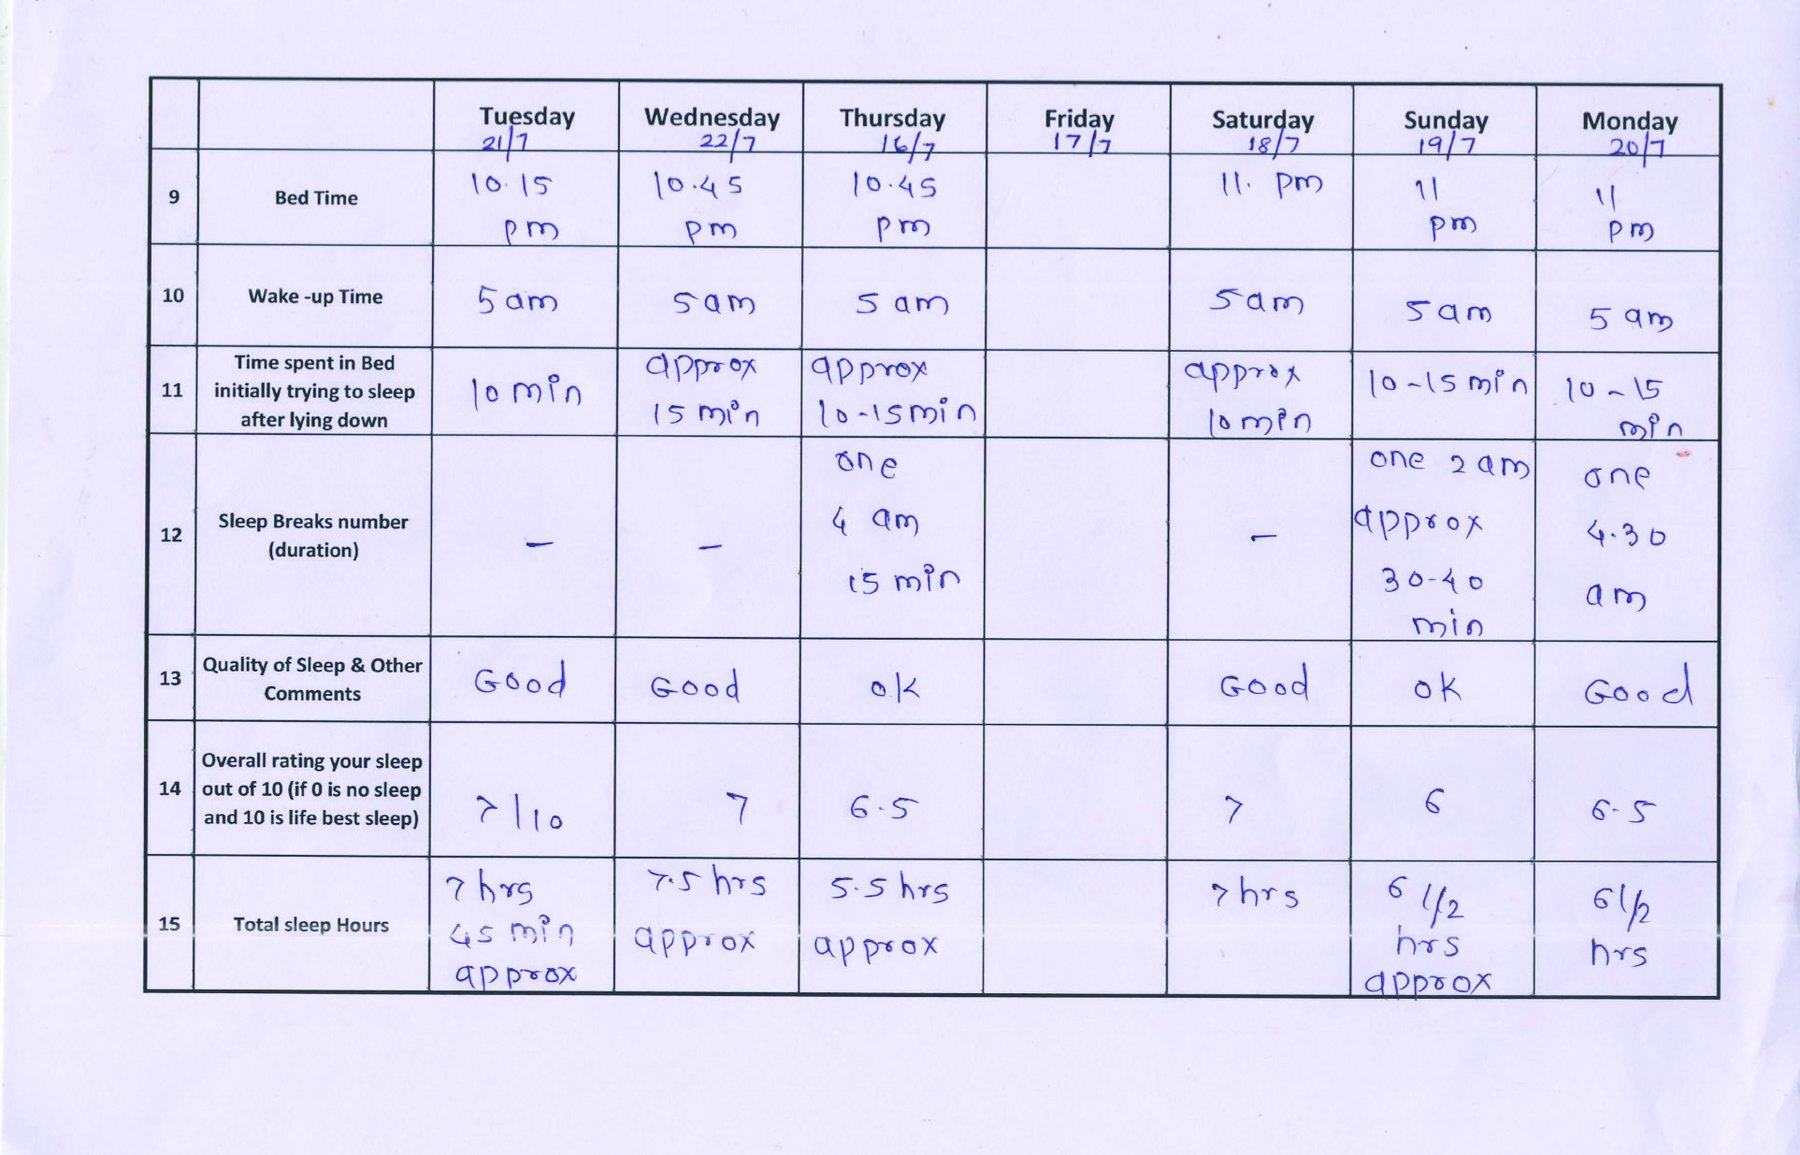 Tuesday Wednesday Thursday Friday Saturday Sunday Monday
21/7 22/7 16/7 17/7 18/7 19/7 20/7
9 Bed Time 10.15 pm 10.45 pm 10.45 pm 11. pm 11 pm 11 pm
10 Wake -up Time 5 am 5 am 5 am 5 am 5 am 5 am
11 Time spent in Bed initially trying to sleep after lying down 10 min approx 15 min approx 10-15 min approx 10 min 10-15 min 10-15 min
12 Sleep Breaks number (duration) - - one 4 am 15 min - one 2 am approx 30-40 min one 4.30 am
13 Quality of Sleep & Other Comments Good Good ok Good ok Good
14 Overall rating your sleep out of 10 (if 0 is no sleep and 10 is life best sleep) 7/10 7 6.5 7 6 6.5
15 Total sleep Hours 7 hrs 45 min approx 7.5 hrs approx 5.5 hrs approx 7 hrs 6 1/2 hrs approx 6 1/2 hrs